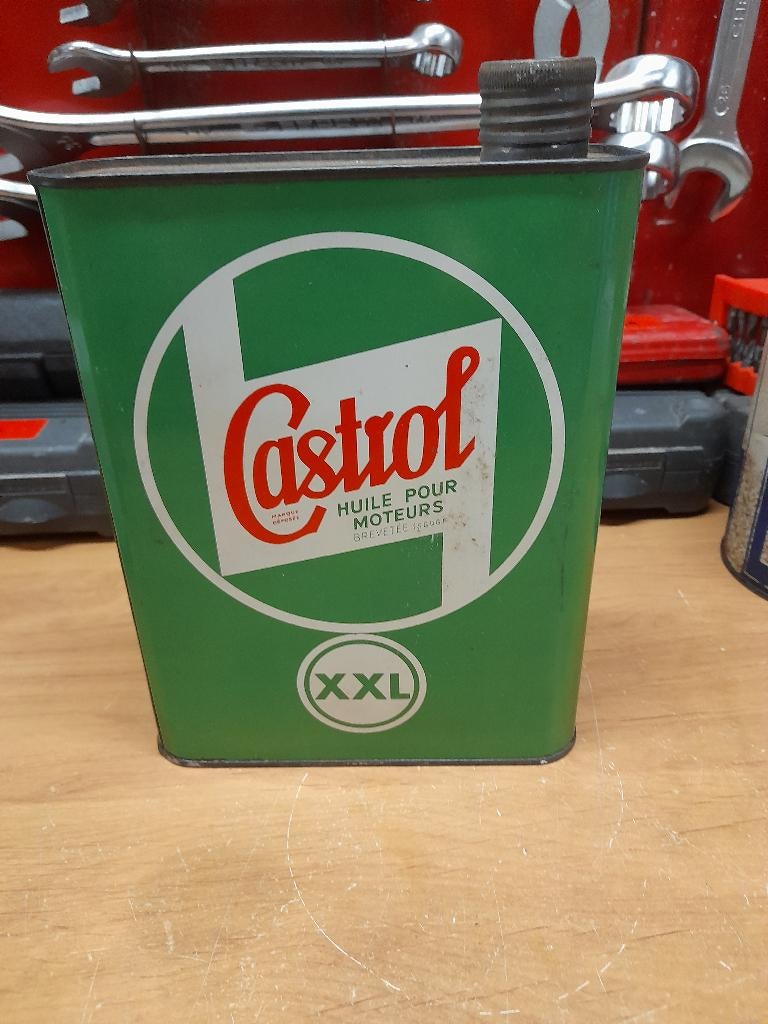 Castrol
MARQUE
DÉPOSÉE
HUILE POUR
MOTEURS
BREVETÉE
XXL